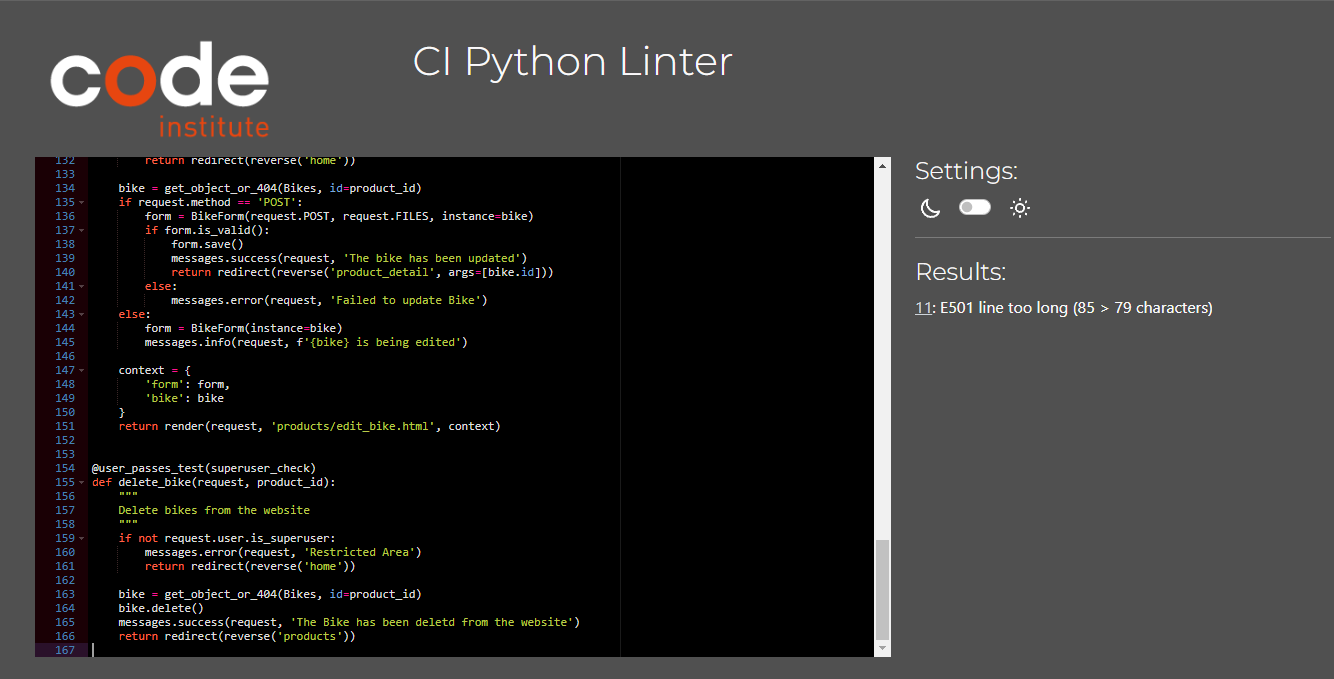 code
institute
CI Python Linter
132         return redirect(reverse('home'))
133
134     bike = get_object_or_404(Bikes, id=product_id)
135     if request.method == 'POST':
136         form = BikeForm(request.POST, request.FILES, instance=bike)
137         if form.is_valid():
138             form.save()
139             messages.success(request, 'The bike has been updated')
140             return redirect(reverse('product_detail', args=[bike.id]))
141         else:
142             messages.error(request, 'Failed to update Bike')
143     else:
144         form = BikeForm(instance=bike)
145         messages.info(request, f'{bike} is being edited')
146
147     context = {
148         'form': form,
149         'bike': bike
150     }
151     return render(request, 'products/edit_bike.html', context)
152
153
154 @user_passes_test(superuser_check)
155 def delete_bike(request, product_id):
156     """
157     Delete bikes from the website
158     """
159     if not request.user.is_superuser:
160         messages.error(request, 'Restricted Area')
161         return redirect(reverse('home'))
162
163     bike = get_object_or_404(Bikes, id=product_id)
164     bike.delete()
165     messages.success(request, 'The Bike has been deletd from the website')
166     return redirect(reverse('products'))
167
Settings:
Results:
11: E501 line too long (85 > 79 characters)